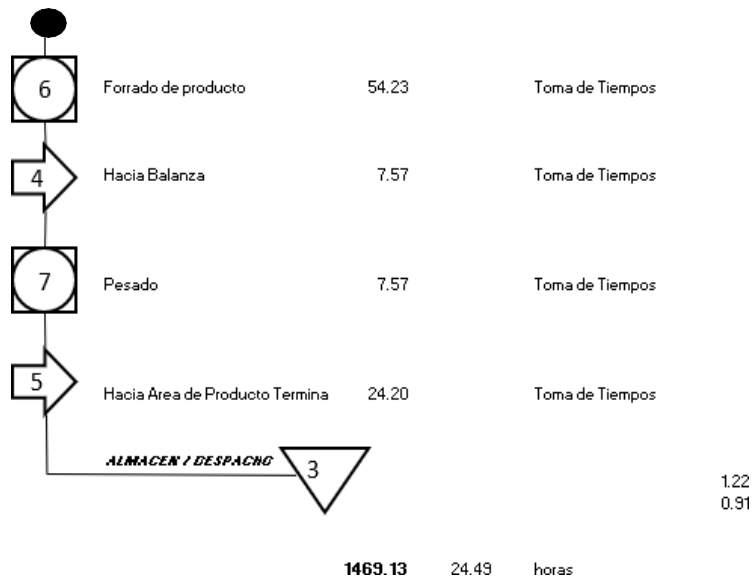 6 Forrado de producto 54.23 Toma de Tiempos
4 Hacia Balanza 7.57 Toma de Tiempos
7 Pesado 7.57 Toma de Tiempos
5 Hacia Area de Producto Termina 24.20 Toma de Tiempos
ALMACEN / DESPACHO 3
1.22
0.91
1469.13 24.49 horas